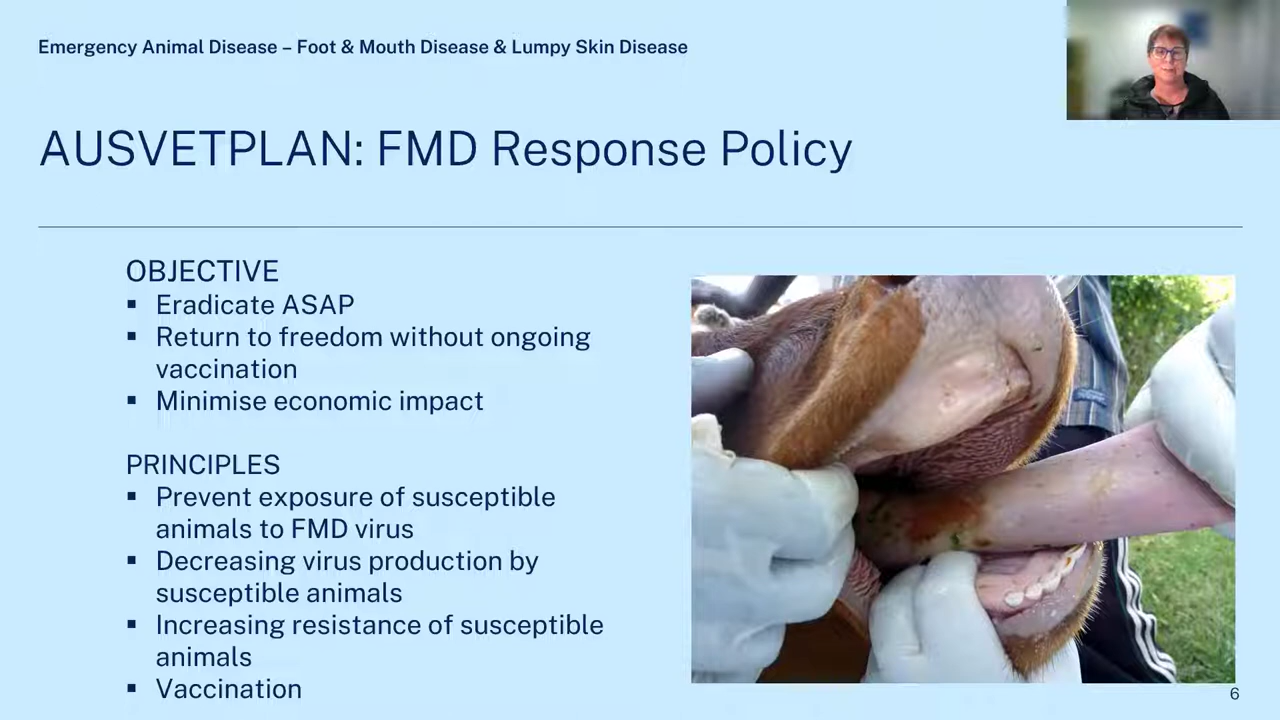 Emergency Animal Disease – Foot & Mouth Disease & Lumpy Skin Disease
AUSVETPLAN: FMD Response Policy
OBJECTIVE
▪ Eradicate ASAP
▪ Return to freedom without ongoing
vaccination
▪ Minimise economic impact
PRINCIPLES
▪ Prevent exposure of susceptible
animals to FMD virus
▪ Decreasing virus production by
susceptible animals
▪ Increasing resistance of susceptible
animals
▪ Vaccination
6